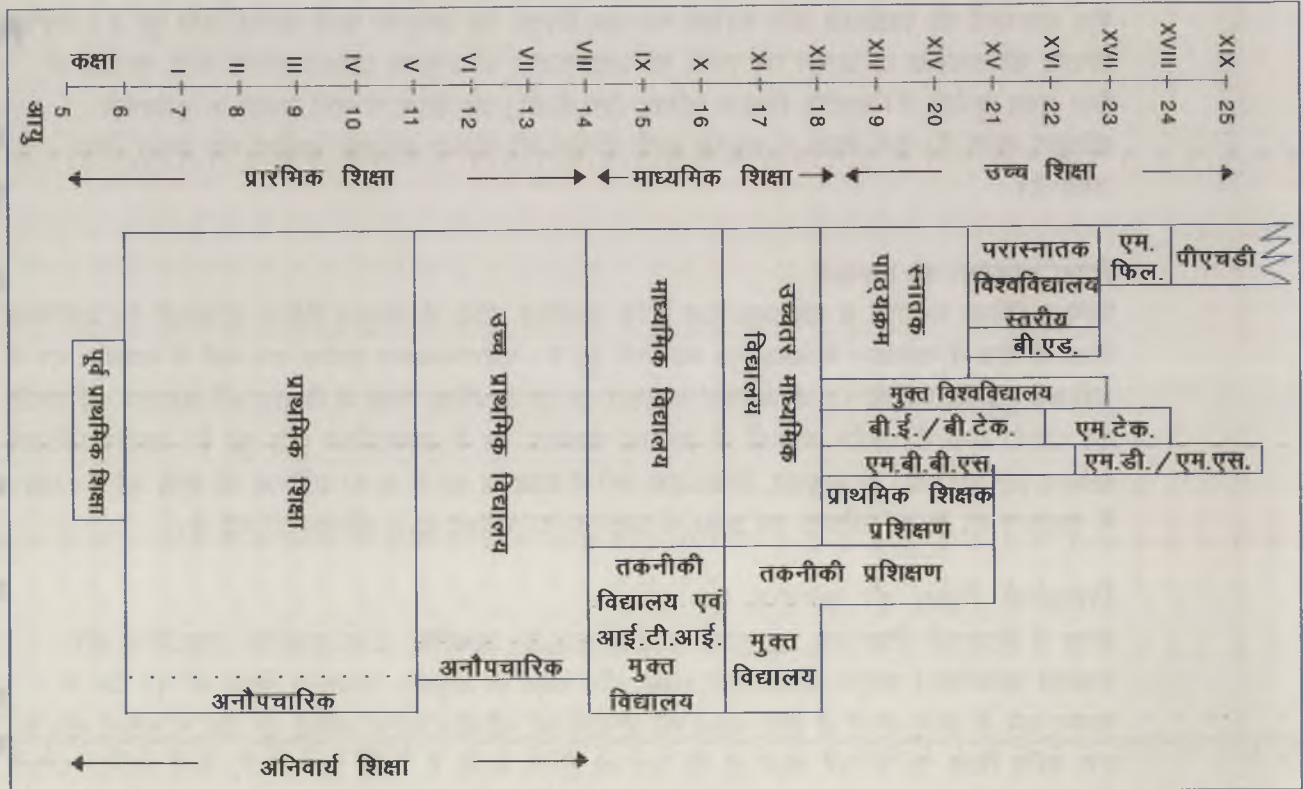 कक्षा I II III V V VI VII VIII IX X XI XII XIII XIV XV XVI XVII XVIII XIX
आयु 5 6 7 8 9 10 11 12 13 14 15 16 17 18 19 20 21 22 23 24 25
प्रारंभिक शिक्षा माध्यमिक शिक्षा उच्च शिक्षा
पूर्व प्राथमिक शिक्षा
प्राथमिक शिक्षा
अनौपचारिक
उच्च प्राथमिक विद्यालय
अनौपचारिक
माध्यमिक विद्यालय
तकनीकी
विद्यालय एवं
आई.टी.आई.
मुक्त
विद्यालय
उच्चतर माध्यमिक
विद्यालय
तकनीकी प्रशिक्षण
मुक्त
विद्यालय
स्नातक
पाठ्यक्रम
परास्नातक
विश्वविद्यालय
स्तरीय
बी.एड.
एम.
फिल.
पीएचडी
मुक्त विश्वविद्यालय
बी.ई./बी.टेक.
एम.टेक.
एम.बी.बी.एस.
एम.डी./एम.एस.
प्राथमिक शिक्षक
प्रशिक्षण
अनिवार्य शिक्षा